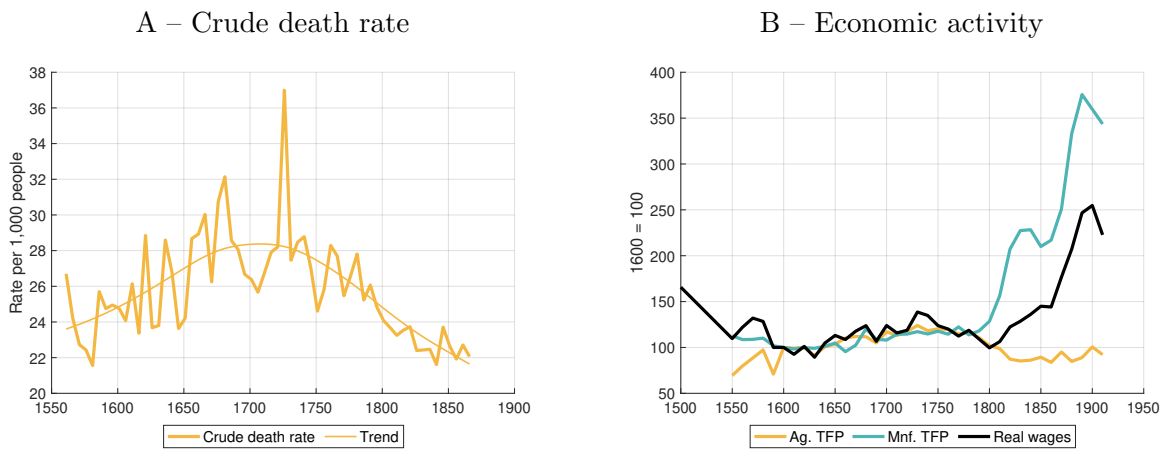 A – Crude death rate
38
36
34
32
30
28
26
24
22
20
Rate per 1,000 people
1550 1600 1650 1700 1750 1800 1850 1900
Crude death rate Trend
B – Economic activity
400
350
300
250
200
150
100
50
1600 = 100
1500 1550 1600 1650 1700 1750 1800 1850 1900 1950
Ag. TFP Mnf. TFP Real wages